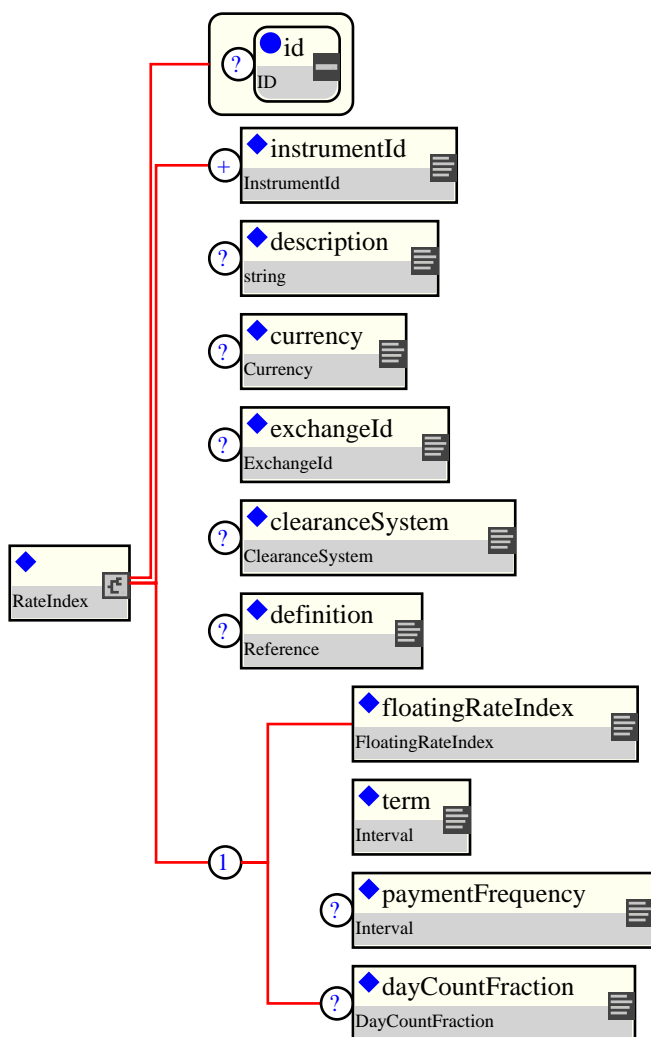 ? id
ID
+ instrumentId
InstrumentId
? description
string
? currency
Currency
? exchangeId
ExchangeId
? clearanceSystem
ClearanceSystem
RateIndex
? definition
Reference
floatingRateIndex
FloatingRateIndex
term
Interval
1
? paymentFrequency
Interval
? dayCountFraction
DayCountFraction